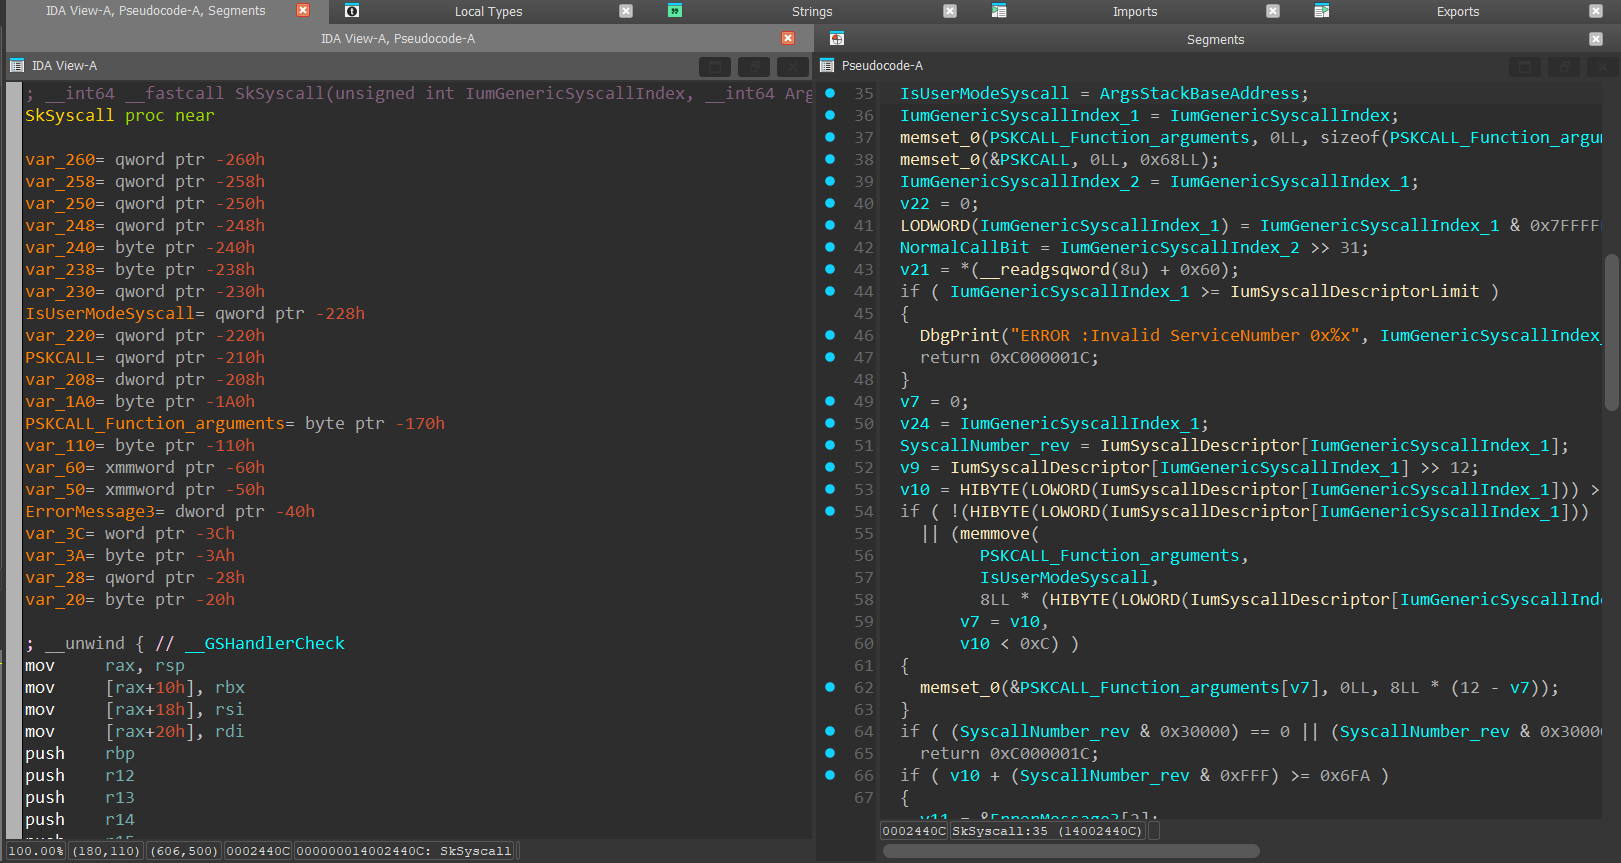 IDA View-A, Pseudocode-A, Segments
Local Types
Strings
Imports
Exports
IDA View-A, Pseudocode-A
Segments
IDA View-A
; __int64 __fastcall SkSyscall(unsigned int IumGenericSyscallIndex, __int64 Arg
SkSyscall proc near
var_260= qword ptr -260h
var_258= qword ptr -258h
var_250= qword ptr -250h
var_248= qword ptr -248h
var_240= byte ptr -240h
var_238= byte ptr -238h
var_230= qword ptr -230h
IsUserModeSyscall= qword ptr -228h
var_220= qword ptr -220h
PSKCALL= qword ptr -210h
var_208= dword ptr -208h
var_1A0= byte ptr -1A0h
PSKCALL_Function_arguments= byte ptr -170h
var_110= byte ptr -110h
var_60= xmmword ptr -60h
var_50= xmmword ptr -50h
ErrorMessage3= dword ptr -40h
var_3C= word ptr -3Ch
var_3A= byte ptr -3Ah
var_28= qword ptr -28h
var_20= byte ptr -20h
; __unwind { // __GSHandlerCheck
mov rax, rsp
mov [rax+10h], rbx
mov [rax+18h], rsi
mov [rax+20h], rdi
push rbp
push r12
push r13
push r14
push r15
100.00% (180,110) (606,500) 0002440C 000000014002440C: SkSyscall
Pseudocode-A
35 IsUserModeSyscall = ArgsStackBaseAddress;
36 IumGenericSyscallIndex_1 = IumGenericSyscallIndex;
37 memset_0(PSKCALL_Function_arguments, 0LL, sizeof(PSKCALL_Function_argu
38 memset_0(&PSKCALL, 0LL, 0x68LL);
39 IumGenericSyscallIndex_2 = IumGenericSyscallIndex_1;
40 v22 = 0;
41 LODWORD(IumGenericSyscallIndex_1) = IumGenericSyscallIndex_1 & 0x7FFFF
42 NormalCallBit = IumGenericSyscallIndex_2 >> 31;
43 v21 = *(__readgsqword(8u) + 0x60);
44 if ( IumGenericSyscallIndex_1 >= IumSyscallDescriptorLimit )
45 {
46 DbgPrint("ERROR :Invalid ServiceNumber 0x%x", IumGenericSyscallIndex_
47 return 0xC000001C;
48 }
49 v7 = 0;
50 v24 = IumGenericSyscallIndex_1;
51 SyscallNumber_rev = IumSyscallDescriptor[IumGenericSyscallIndex_1];
52 v9 = IumSyscallDescriptor[IumGenericSyscallIndex_1] >> 12;
53 v10 = HIBYTE(LOWORD(IumSyscallDescriptor[IumGenericSyscallIndex_1])) >
54 if ( !(HIBYTE(LOWORD(IumSyscallDescriptor[IumGenericSyscallIndex_1]))
55 || (memmove(
56 PSKCALL_Function_arguments,
57 IsUserModeSyscall,
58 8LL * (HIBYTE(LOWORD(IumSyscallDescriptor[IumGenericSyscallInd
59 v7 = v10,
60 v10 < 0xC) )
61 {
62 memset_0(&PSKCALL_Function_arguments[v7], 0LL, 8LL * (12 - v7));
63 }
64 if ( (SyscallNumber_rev & 0x30000) == 0 || (SyscallNumber_rev & 0x3000
65 return 0xC000001C;
66 if ( v10 + (SyscallNumber_rev & 0xFFF) >= 0x6FA )
67 {
v11 = &ErrorMessage3[2];
0002440C SkSyscall:35 (14002440C)